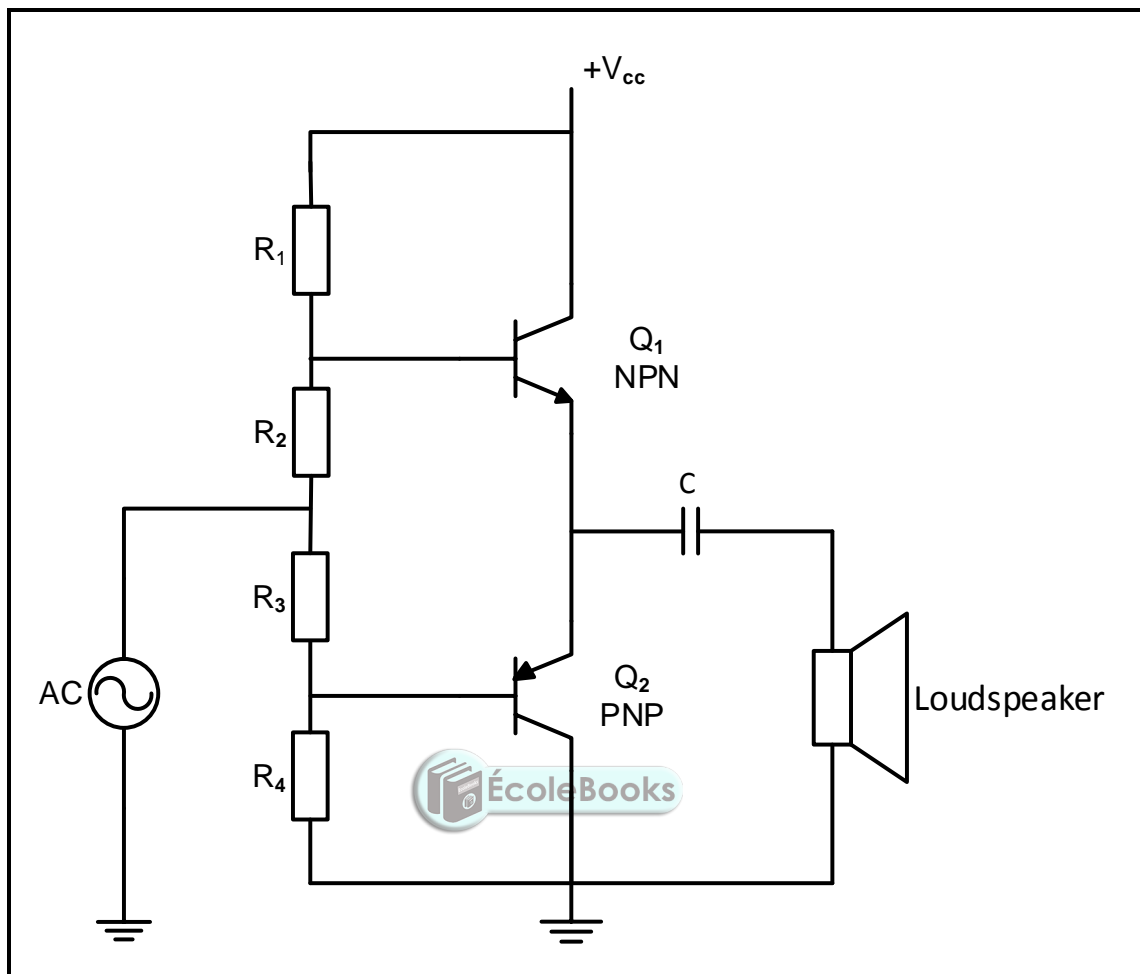 +Vcc
R1
Q1
NPN
R2
C
R3
AC
Q2
PNP
Loudspeaker
R4
ÉcoleBooks